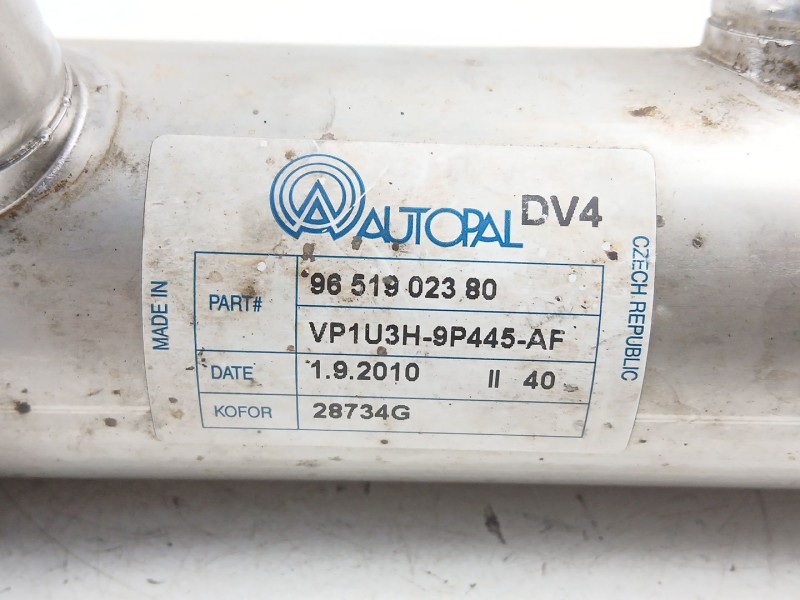 AUTOPAL DV4
PART# 96 519 023 80
VP1U3H-9P445-AF
DATE 1.9.2010 II 40
KOFOR 28734G
MADE IN
CZECH REPUBLIC